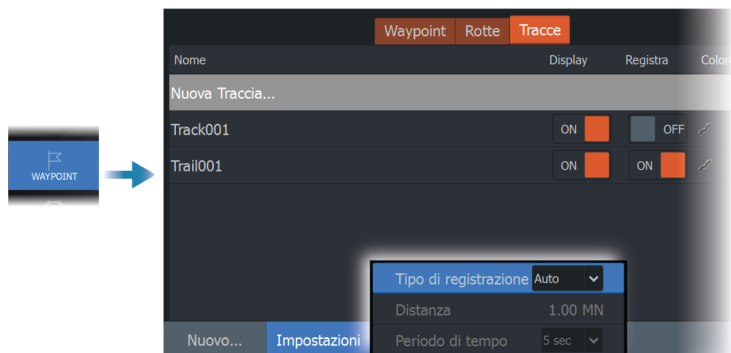 Waypoint Rotte Tracce
Nome Display Registra Colore
Nuova Traccia...
Track001 ON OFF
Trail001 ON ON
WAYPOINT
Tipo di registrazione Auto
Distanza 1.00 MN
Nuovo... Impostazioni Periodo di tempo 5 sec